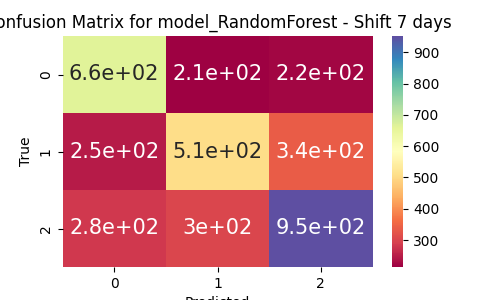 onfusion Matrix for model_RandomForest - Shift 7 days
0 6.6e+02 2.1e+02 2.2e+02
1 2.5e+02 5.1e+02 3.4e+02
2 2.8e+02 3e+02 9.5e+02
True
0 1 2
Predicted
900
800
700
600
500
400
300